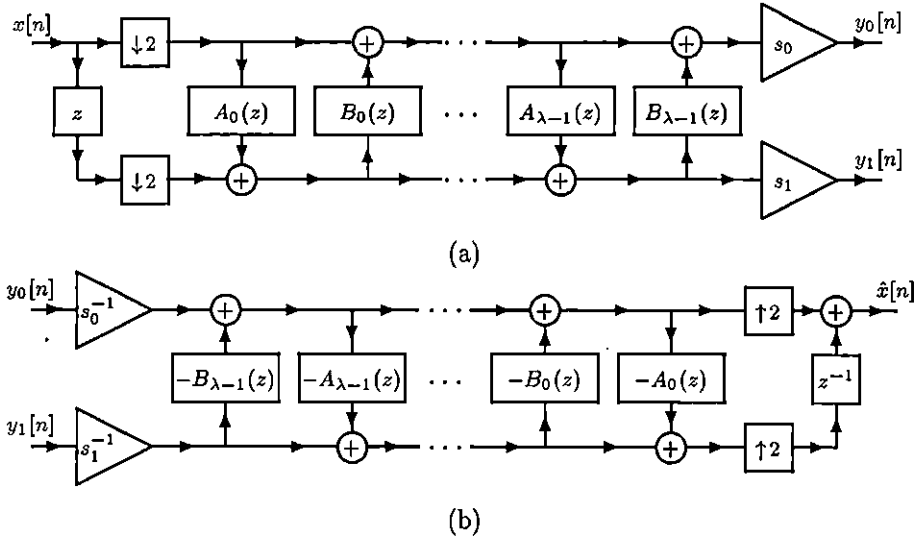 x[n] ↓2 + ··· + s₀ y₀[n]
z A₀(z) B₀(z) ··· A_{λ−1}(z) B_{λ−1}(z)
↓2 + ··· + s₁ y₁[n]
(a)
y₀[n] s₀⁻¹ + ··· + ↑2 + x̂[n]
−B_{λ−1}(z) −A_{λ−1}(z) ··· −B₀(z) −A₀(z) z⁻¹
y₁[n] s₁⁻¹ + ··· + ↑2
(b)